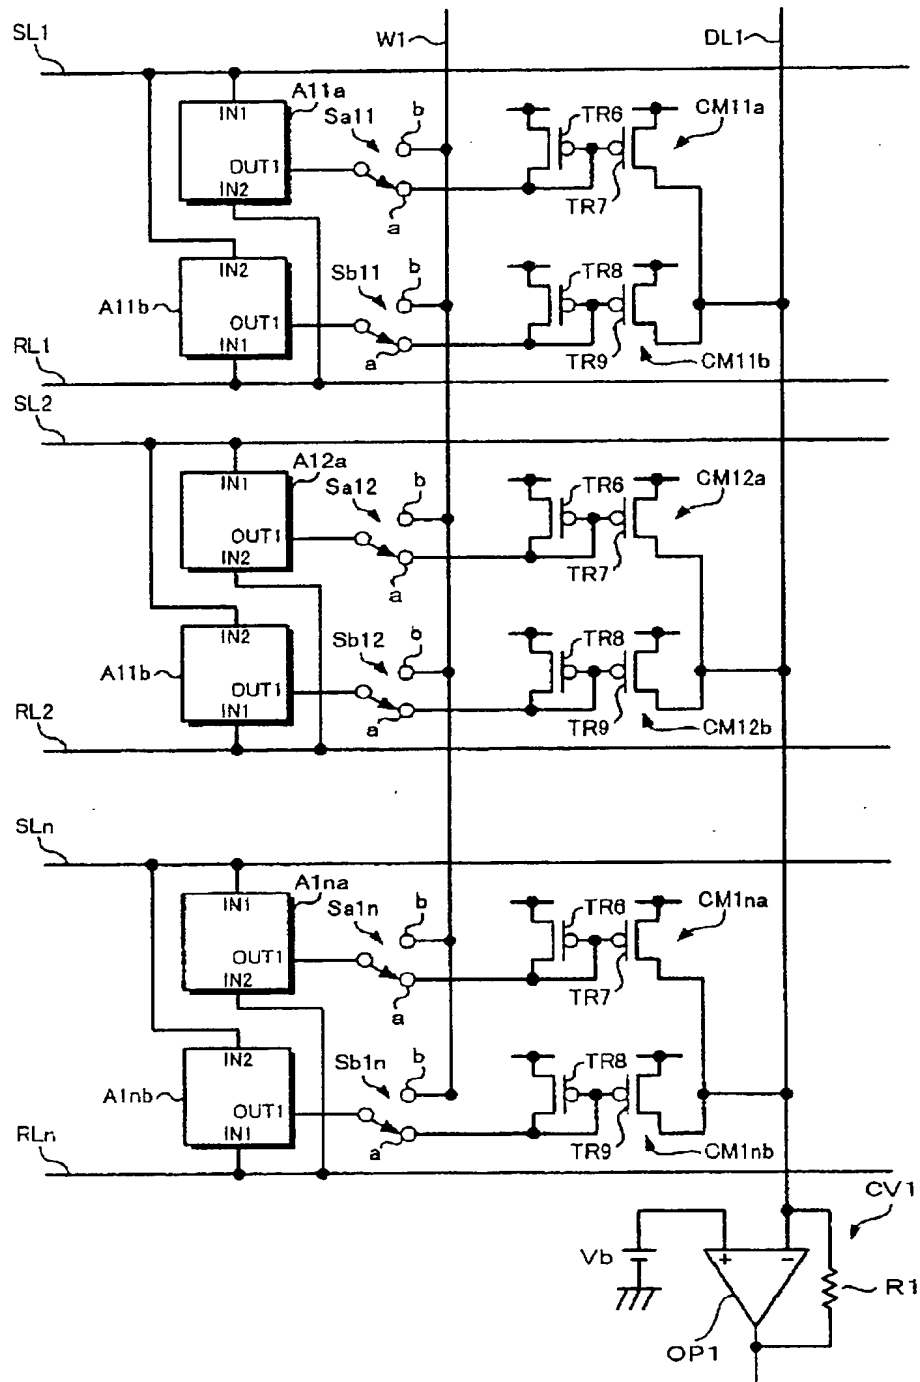 SL1
W1
DL1
A11a
IN1
OUT1
IN2
Sa11
b
a
TR6
TR7
CM11a
A11b
IN2
OUT1
IN1
Sb11
b
a
TR8
TR9
CM11b
RL1
SL2
A12a
IN1
OUT1
IN2
Sa12
b
a
TR6
TR7
CM12a
A11b
IN2
OUT1
IN1
Sb12
b
a
TR8
TR9
CM12b
RL2
SLn
A1na
IN1
OUT1
IN2
Sa1n
b
a
TR6
TR7
CM1na
A1nb
IN2
OUT1
IN1
Sb1n
b
a
TR8
TR9
CM1nb
RLn
CV1
Vb
+
−
R1
OP1